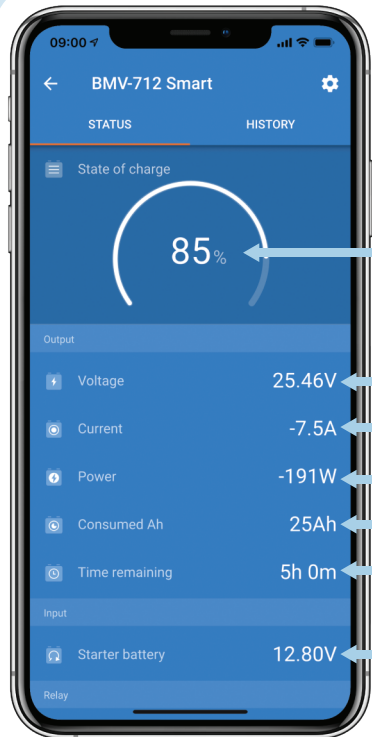 09:00
BMV-712 Smart
STATUS HISTORY
State of charge
85%
Output
Voltage 25.46V
Current -7.5A
Power -191W
Consumed Ah 25Ah
Time remaining 5h 0m
Input
Starter battery 12.80V
Relay